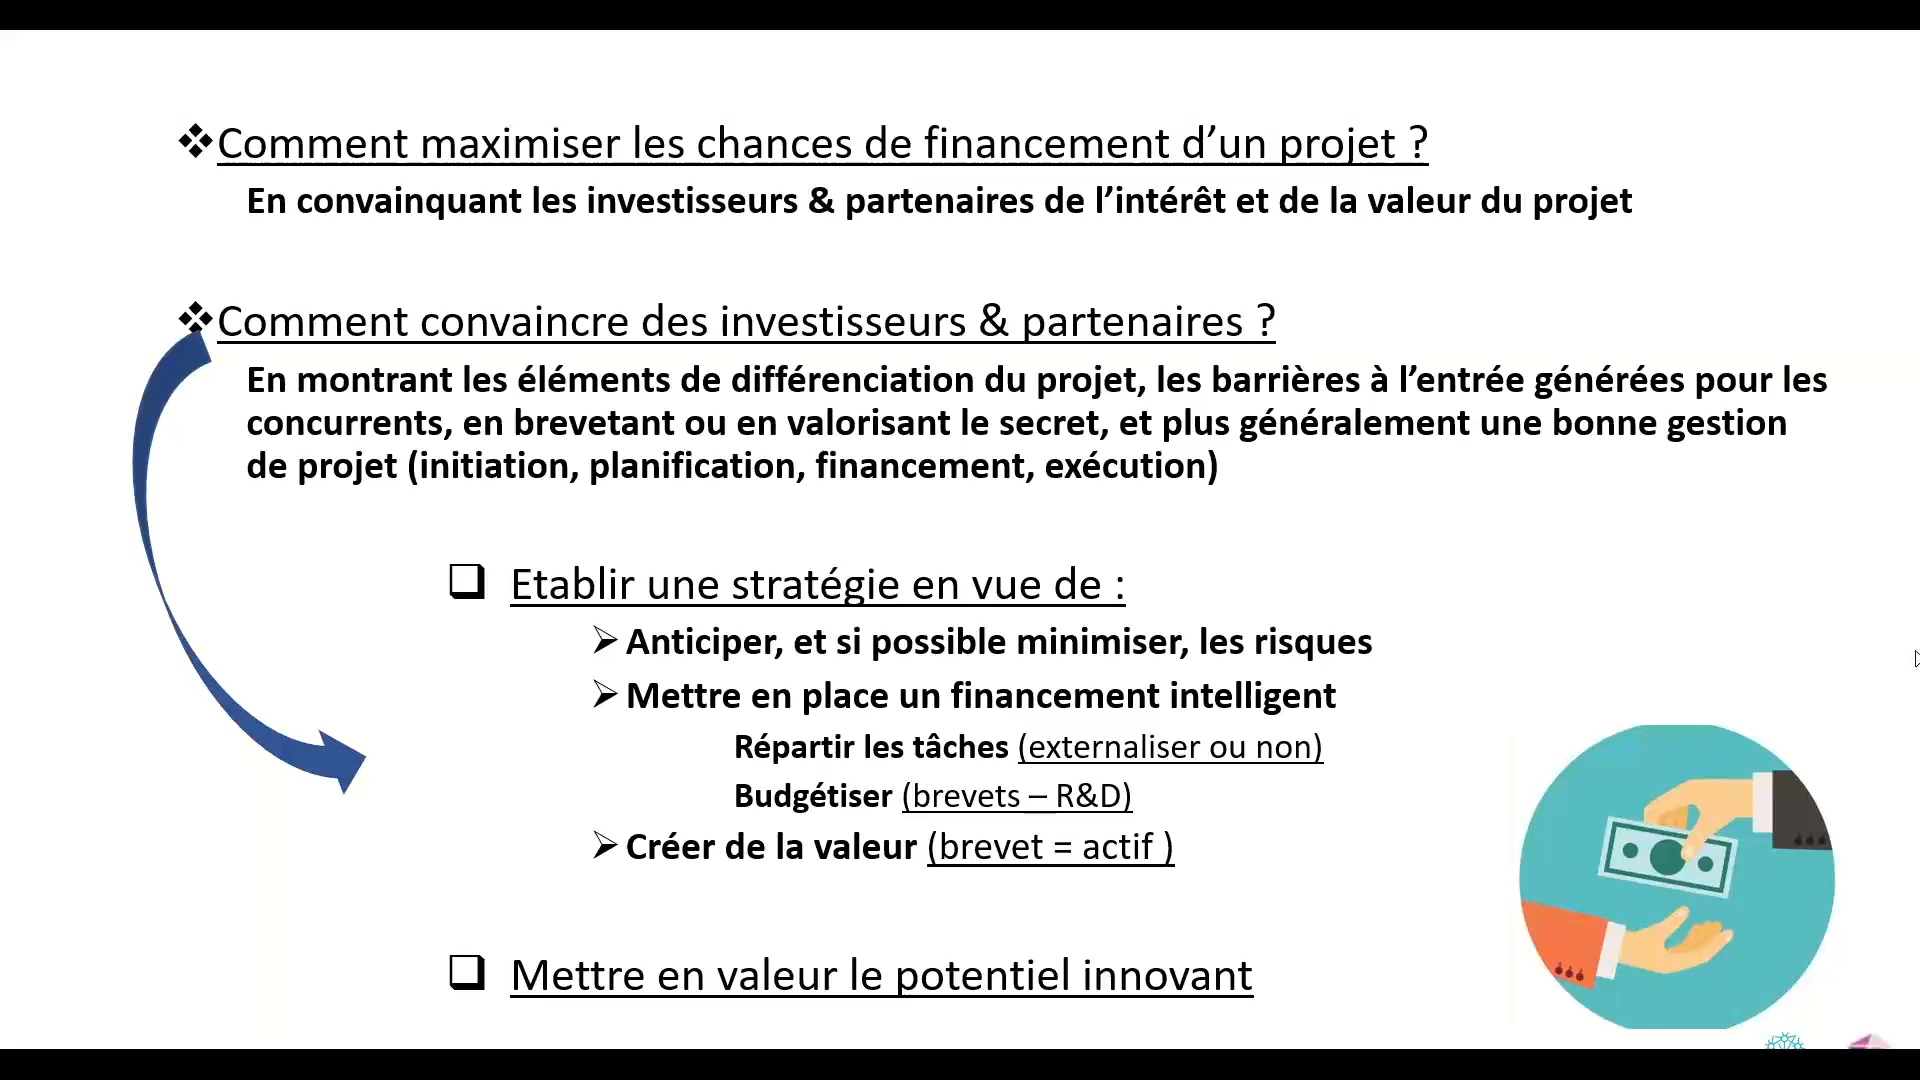 ❖Comment maximiser les chances de financement d’un projet ?
En convainquant les investisseurs & partenaires de l’intérêt et de la valeur du projet
❖Comment convaincre des investisseurs & partenaires ?
En montrant les éléments de différenciation du projet, les barrières à l’entrée générées pour les
concurrents, en brevetant ou en valorisant le secret, et plus généralement une bonne gestion
de projet (initiation, planification, financement, exécution)
❑ Etablir une stratégie en vue de :
➢Anticiper, et si possible minimiser, les risques
➢Mettre en place un financement intelligent
Répartir les tâches (externaliser ou non)
Budgétiser (brevets – R&D)
➢Créer de la valeur (brevet = actif )
❑ Mettre en valeur le potentiel innovant